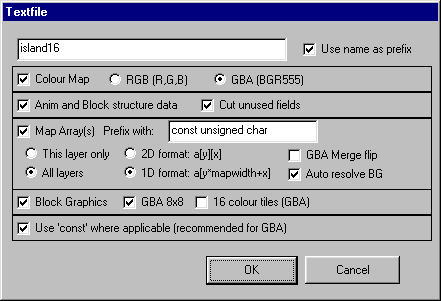 Textfile
island16 Use name as prefix
Colour Map RGB (R,G,B) GBA (BGR555)
Anim and Block structure data Cut unused fields
Map Array(s) Prefix with: const unsigned char
This layer only 2D format: a[y][x] GBA Merge flip
All layers 1D format: a[y*mapwidth+x] Auto resolve BG
Block Graphics GBA 8x8 16 colour tiles (GBA)
Use 'const' where applicable (recommended for GBA)
OK Cancel